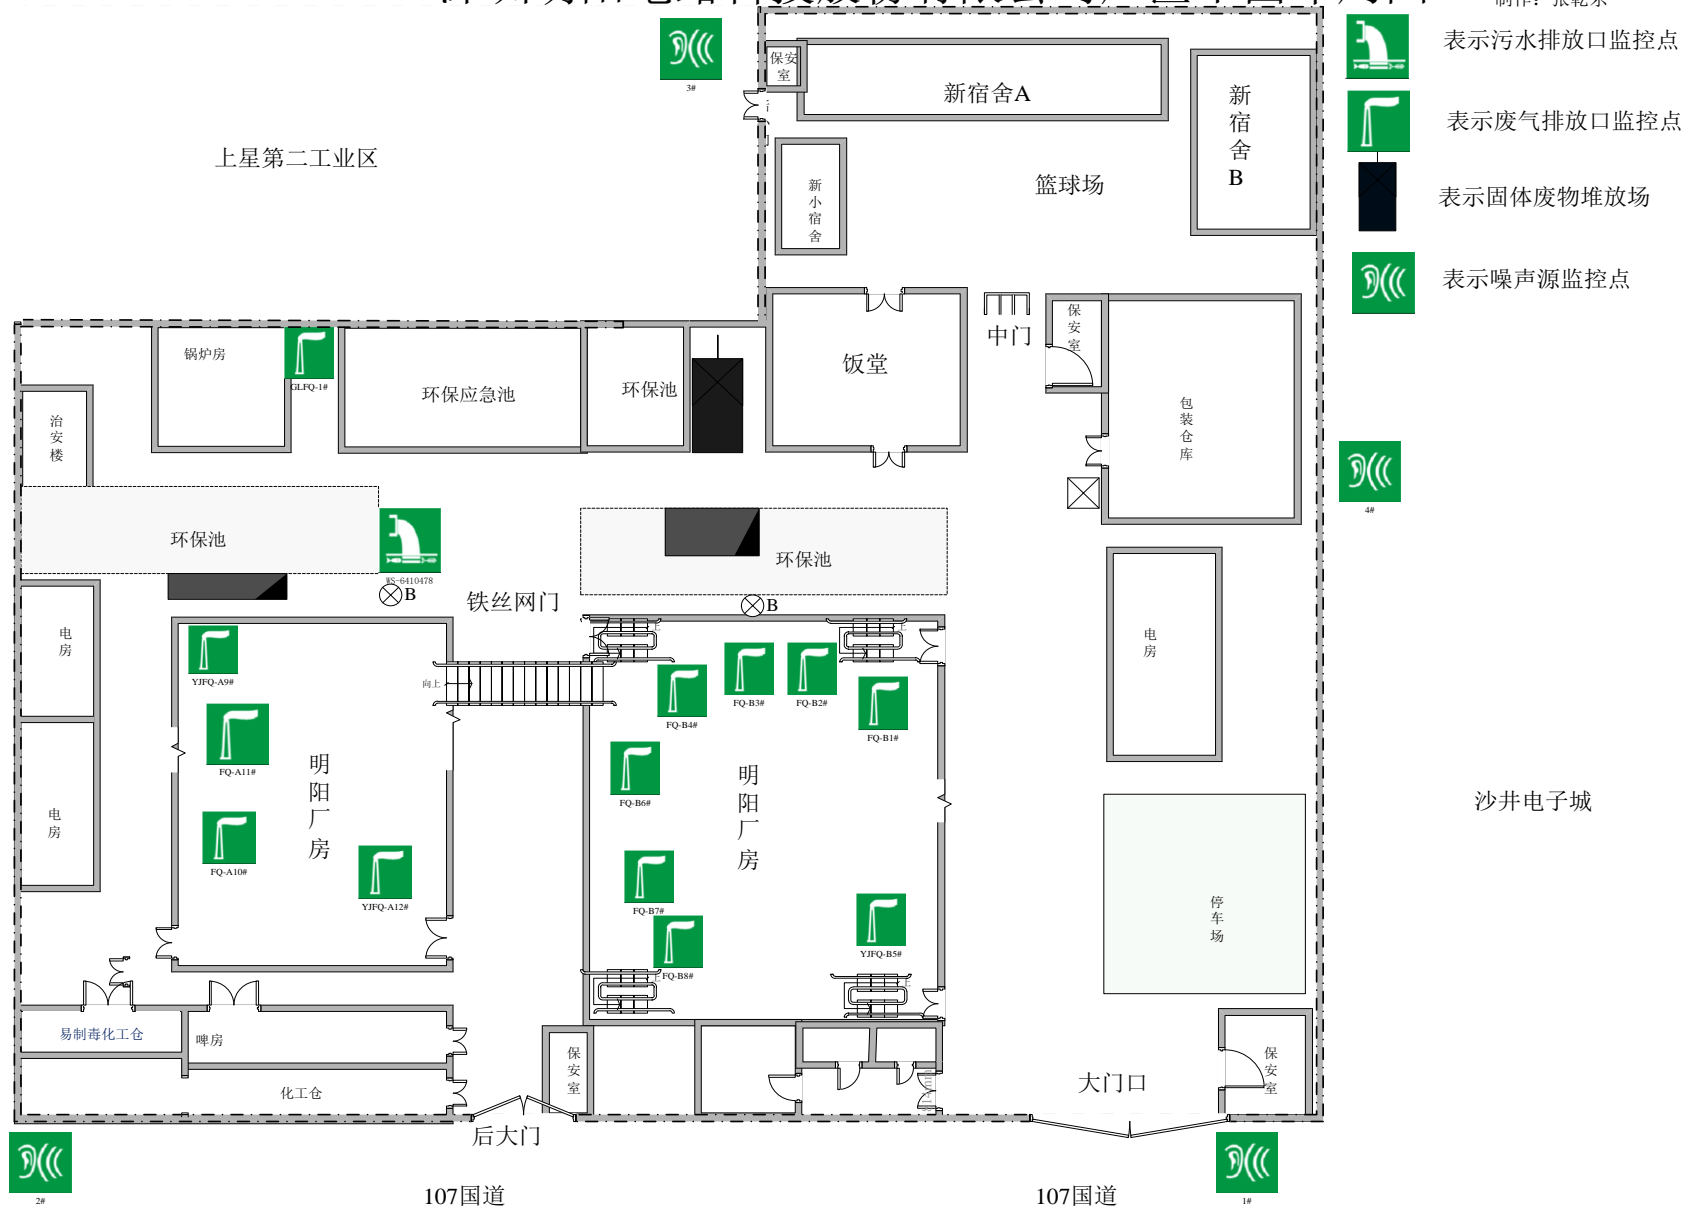 表示污水排放口监控点
3#
保安室
新宿舍A
新宿舍B
表示废气排放口监控点
上星第二工业区
新小宿舍
篮球场
表示固体废物堆放场
表示噪声源监控点
锅炉房
GLFQ-1#
环保应急池
环保池
饭堂
中门
保安室
治安楼
包装仓库
4#
环保池
WS-6410478
B
铁丝网门
环保池
B
电房
YJFQ-A9#
向上
上
上
FQ-B4#
FQ-B3#
FQ-B2#
FQ-B1#
电房
FQ-A11#
明阳厂房
FQ-B6#
明阳厂房
沙井电子城
电房
FQ-A10#
YJFQ-A12#
FQ-B7#
FQ-B8#
YJFQ-B5#
停车场
易制毒化工仓
啤房
化工仓
保安室
大门口
保安室
后大门
2#
107国道
107国道
1#